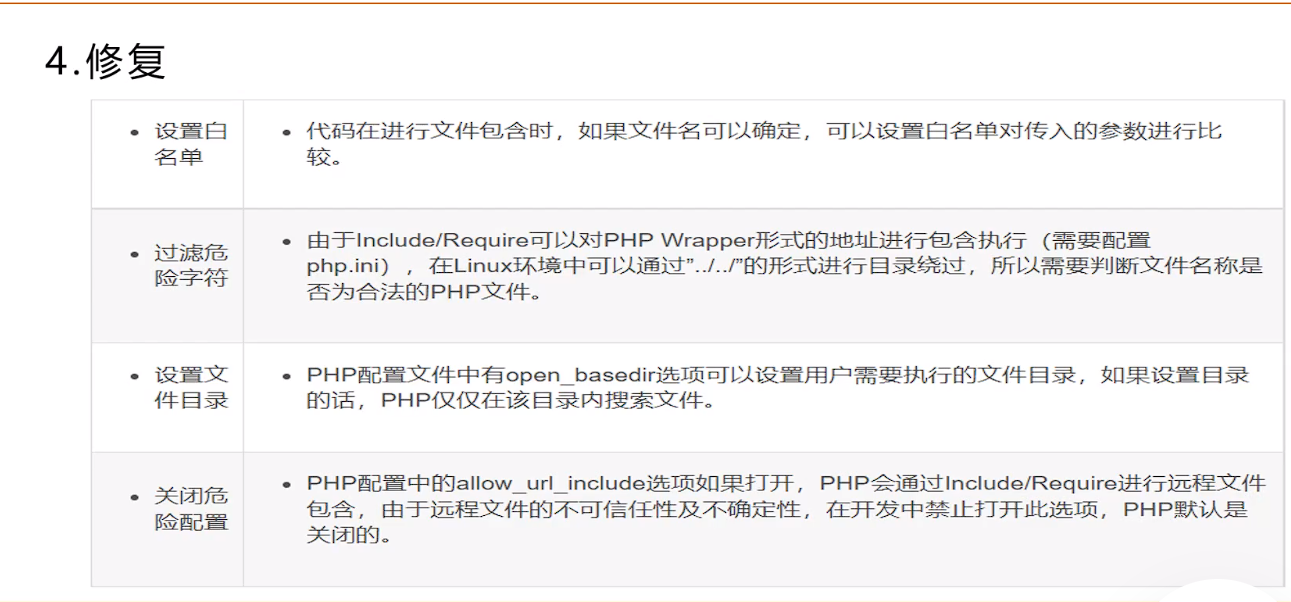 4.修复
• 设置白
名单
• 代码在进行文件包含时，如果文件名可以确定，可以设置白名单对传入的参数进行比
较。
• 过滤危
险字符
• 由于Include/Require可以对PHP Wrapper形式的地址进行包含执行（需要配置
php.ini），在Linux环境中可以通过”../../”的形式进行目录绕过，所以需要判断文件名称是
否为合法的PHP文件。
• 设置文
件目录
• PHP配置文件中有open_basedir选项可以设置用户需要执行的文件目录，如果设置目录
的话，PHP仅仅在该目录内搜索文件。
• 关闭危
险配置
• PHP配置中的allow_url_include选项如果打开，PHP会通过Include/Require进行远程文件
包含，由于远程文件的不可信任性及不确定性，在开发中禁止打开此选项，PHP默认是
关闭的。